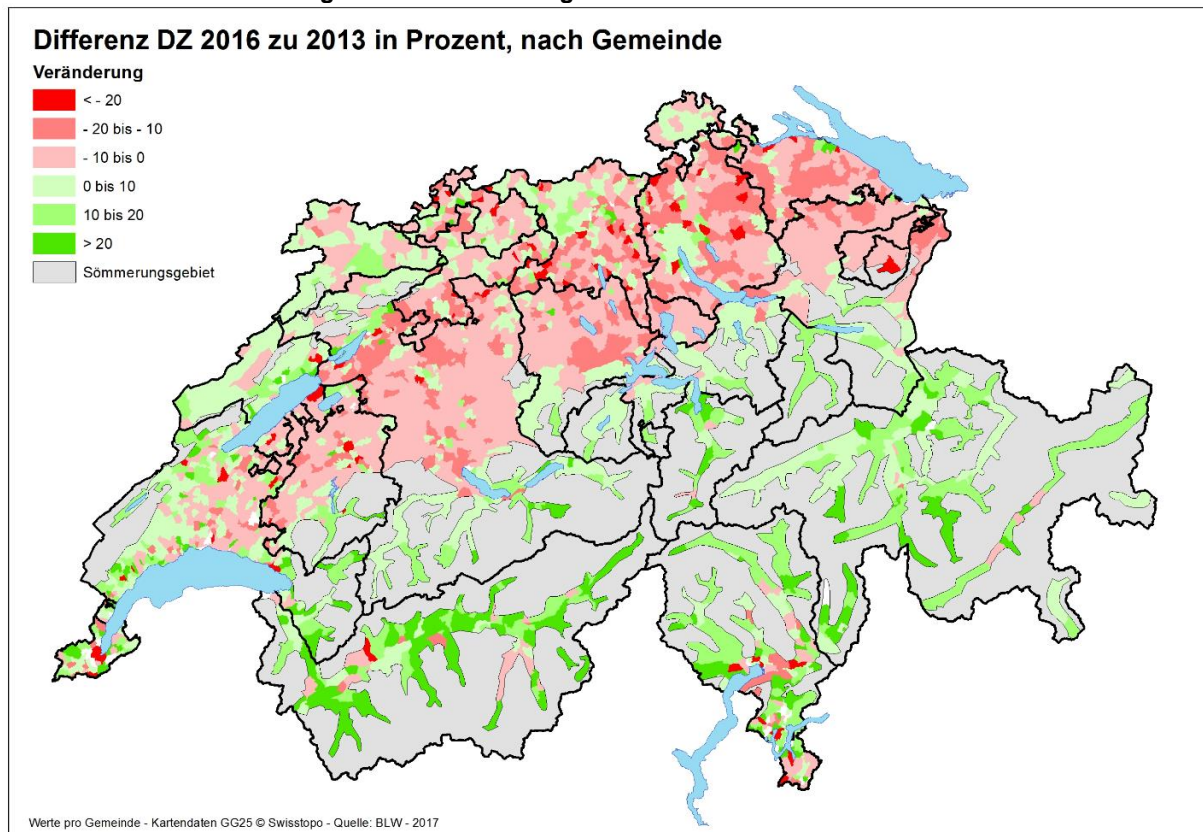 Differenz DZ 2016 zu 2013 in Prozent, nach Gemeinde
Veränderung
< - 20
- 20 bis - 10
- 10 bis 0
0 bis 10
10 bis 20
> 20
Sömmerungsgebiet
Werte pro Gemeinde - Kartendaten GG25 © Swisstopo - Quelle: BLW - 2017